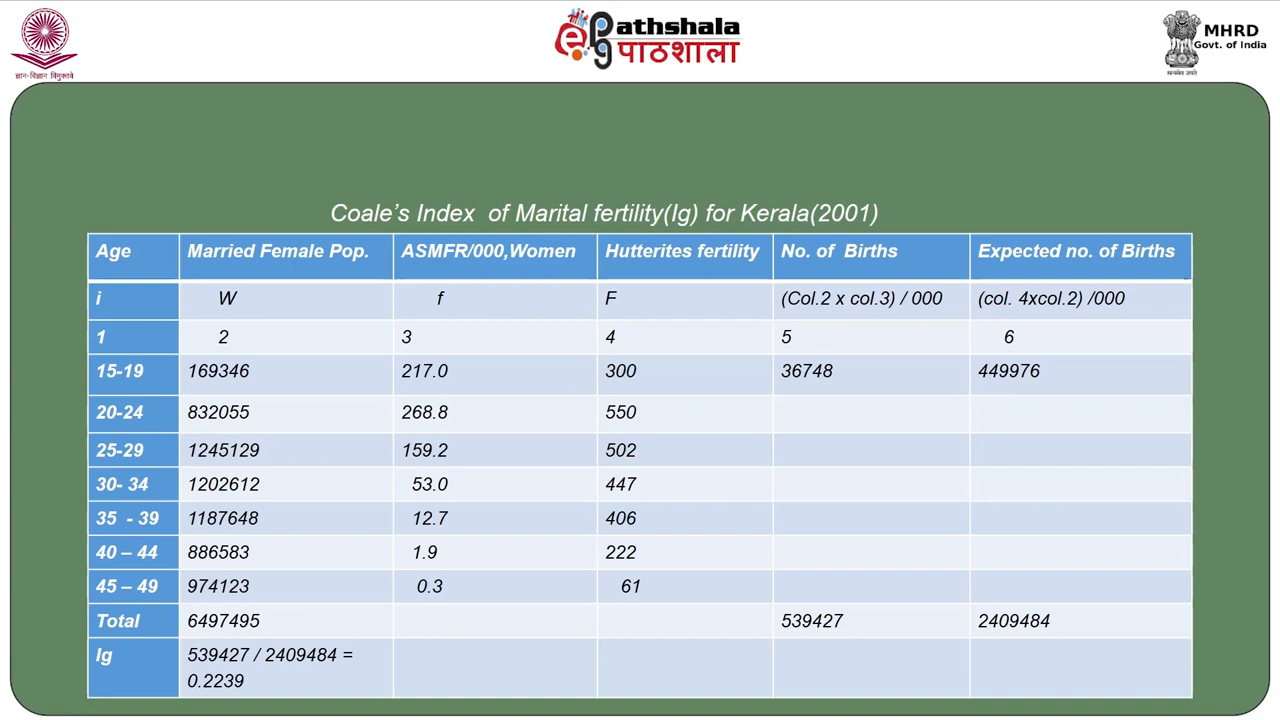 ज्ञान-विज्ञान विमुक्तये
ePathshala
पाठशाला
सत्यमेव जयते
MHRD
Govt. of India
Coale’s Index of Marital fertility(Ig) for Kerala(2001)
Age Married Female Pop. ASMFR/000,Women Hutterites fertility No. of Births Expected no. of Births
i W f F (Col.2 x col.3) / 000 (col. 4xcol.2) /000
1 2 3 4 5 6
15-19 169346 217.0 300 36748 449976
20-24 832055 268.8 550
25-29 1245129 159.2 502
30- 34 1202612 53.0 447
35 - 39 1187648 12.7 406
40 – 44 886583 1.9 222
45 – 49 974123 0.3 61
Total 6497495 539427 2409484
Ig 539427 / 2409484 =
0.2239